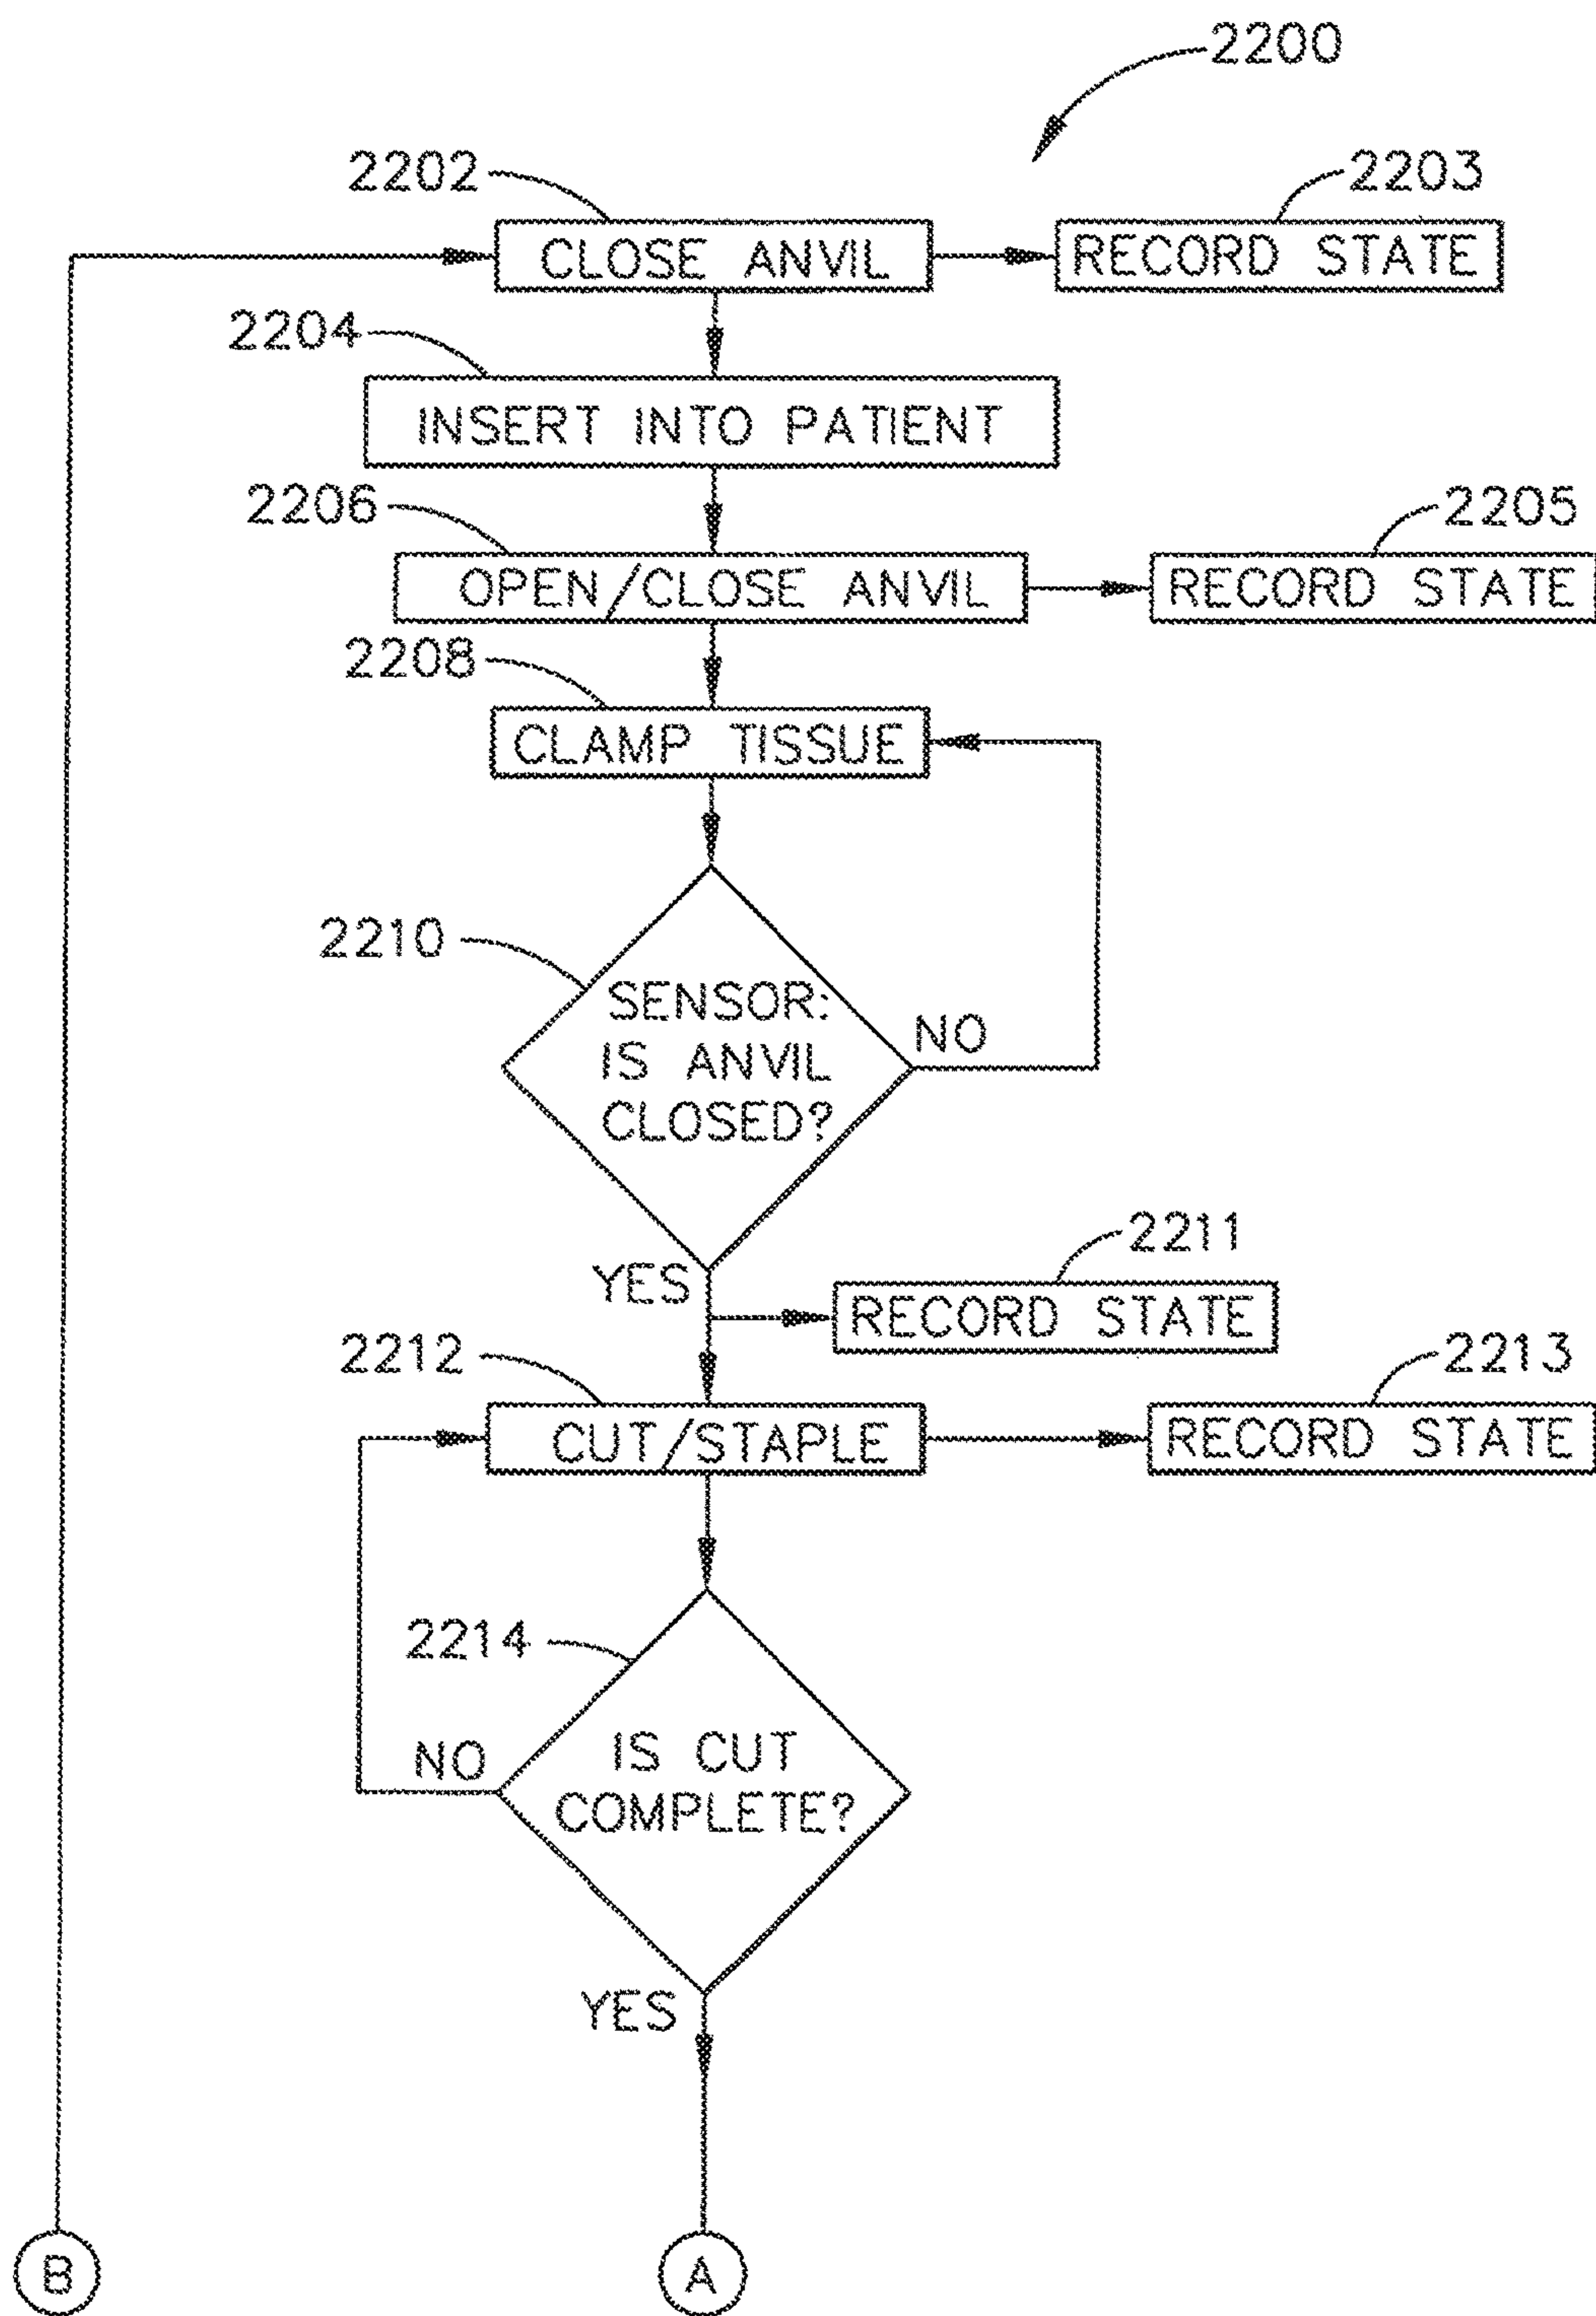 2200
2202
2203
CLOSE ANVIL
RECORD STATE
2204
INSERT INTO PATIENT
2206
2205
OPEN/CLOSE ANVIL
RECORD STATE
2208
CLAMP TISSUE
2210
SENSOR:
IS ANVIL
CLOSED?
NO
YES
2211
RECORD STATE
2212
2213
CUT/STAPLE
RECORD STATE
2214
IS CUT
COMPLETE?
NO
YES
B
A